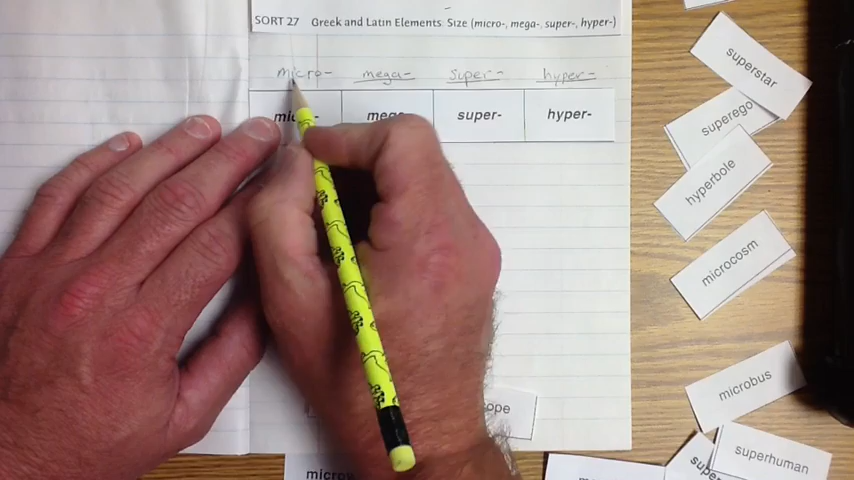 SORT 27 Greek and Latin Elements: Size (micro-, mega-, super-, hyper-)
micro- mega- super- hyper-
super- hyper-
superstar
superego
hyperbole
microcosm
microbus
superhuman